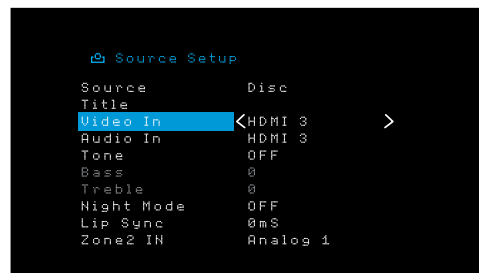 Source Setup
Source Disc
Title
Video In < HDMI 3 >
Audio In HDMI 3
Tone OFF
Bass 0
Treble 0
Night Mode OFF
Lip Sync 0mS
Zone2 IN Analog 1